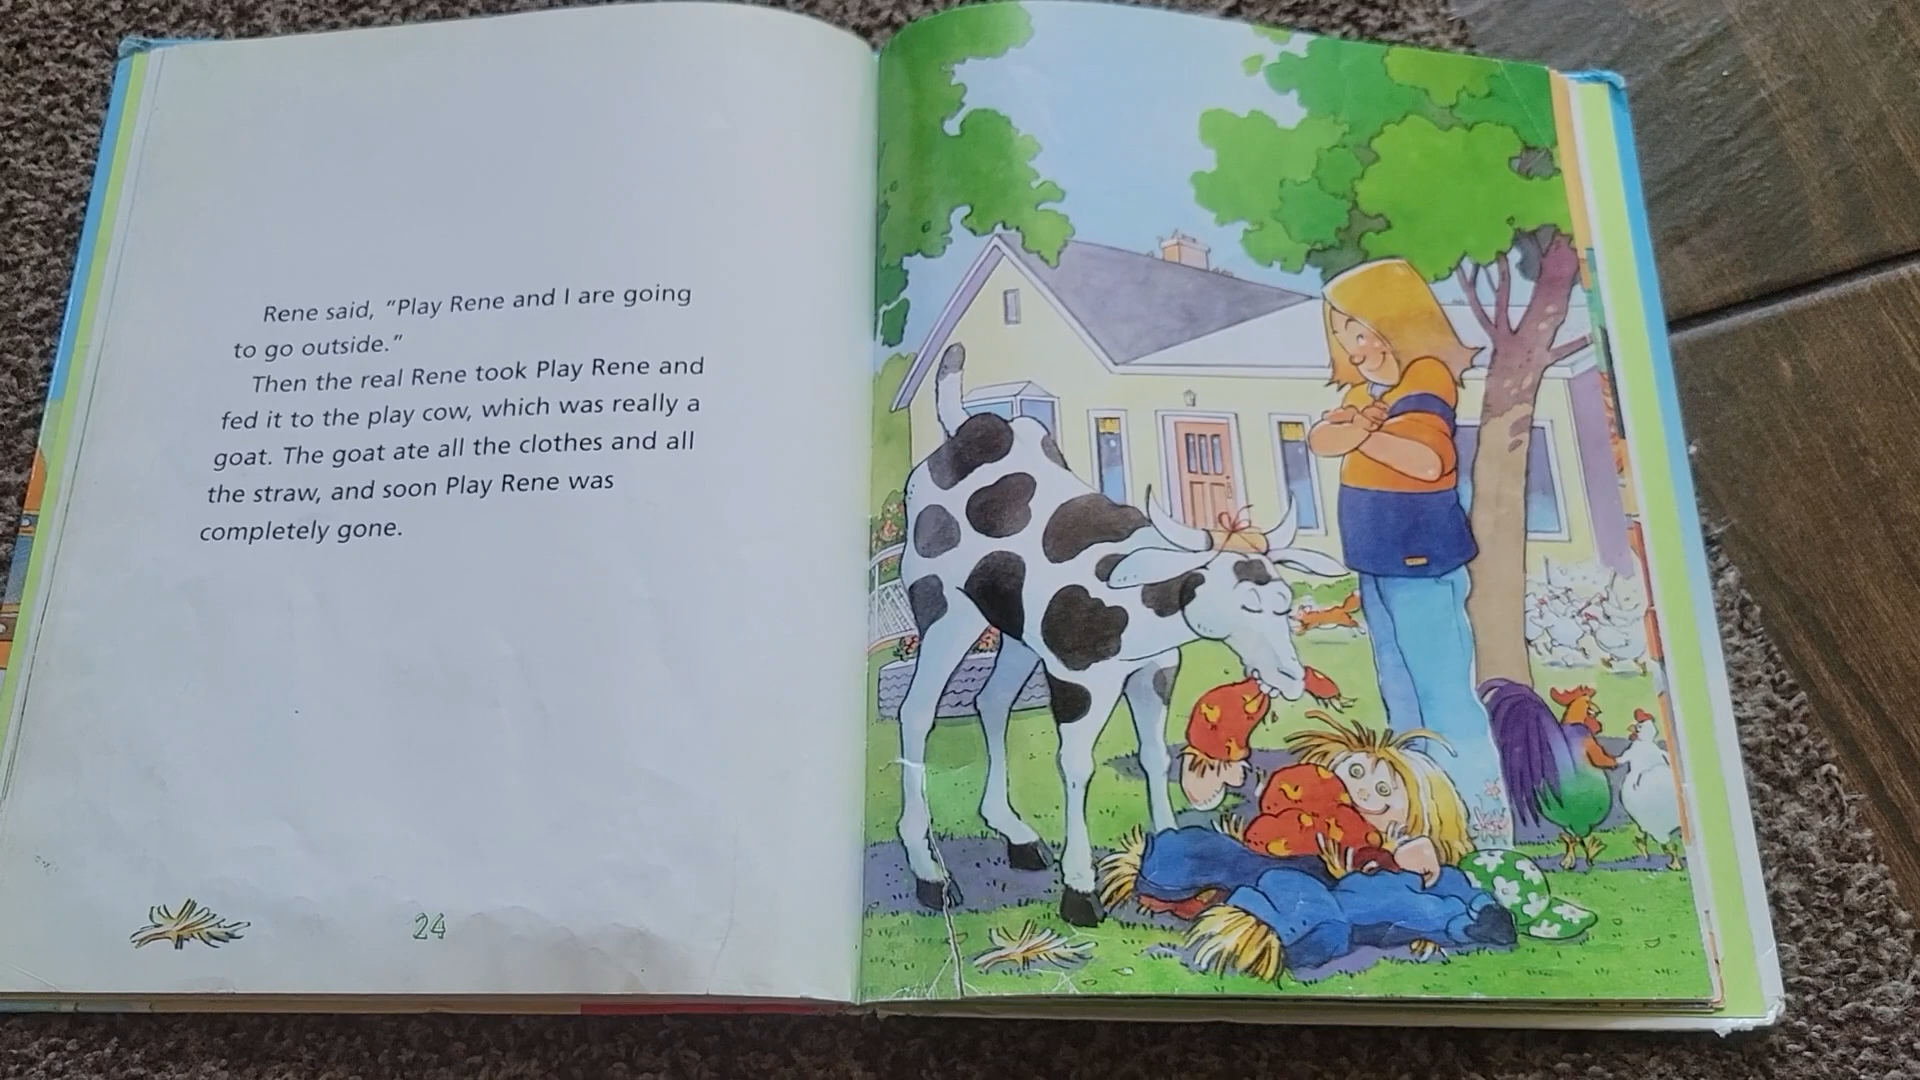 Rene said, "Play Rene and I are going
to go outside."
Then the real Rene took Play Rene and
fed it to the play cow, which was really a
goat. The goat ate all the clothes and all
the straw, and soon Play Rene was
completely gone.
24